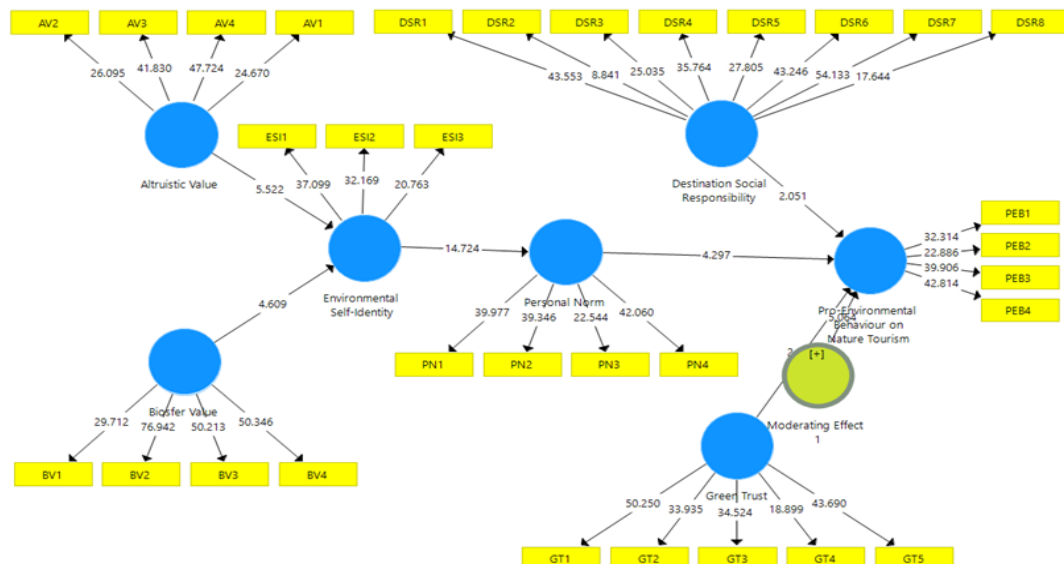 AV2 AV3 AV4 AV1
DSR1 DSR2 DSR3 DSR4 DSR5 DSR6 DSR7 DSR8
26.095 41.830 47.724 24.670
43.553 8.841 25.035 35.764 27.805 43.246 54.133 17.644
ESI1 ESI2 ESI3
37.099 32.169 20.763
Altruistic Value
Destination Social
Responsibility
5.522
2.051
PEB1
PEB2
PEB3
PEB4
32.314
22.886
39.906
42.814
14.724
4.297
4.609
Environmental
Self-Identity
Personal Norm
Pro-Environmental
Behaviour on
Nature Tourism
5.064
39.977 39.346 22.544 42.060
PN1 PN2 PN3 PN4
[+]
Moderating Effect
1
Biosfer Value
29.712 76.942 50.213 50.346
BV1 BV2 BV3 BV4
Green Trust
50.250 33.935 34.524 18.899 43.690
GT1 GT2 GT3 GT4 GT5